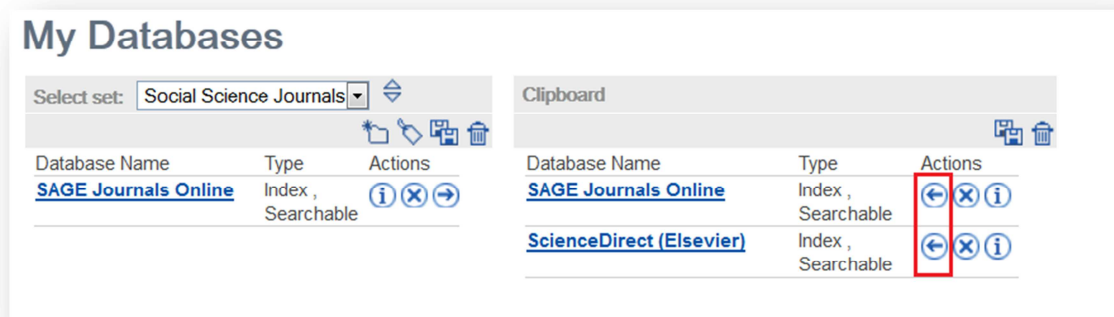 My Databases
Select set: Social Science Journals
Database Name Type Actions
SAGE Journals Online Index ,
Searchable
Clipboard
Database Name Type Actions
SAGE Journals Online Index ,
Searchable
ScienceDirect (Elsevier) Index ,
Searchable